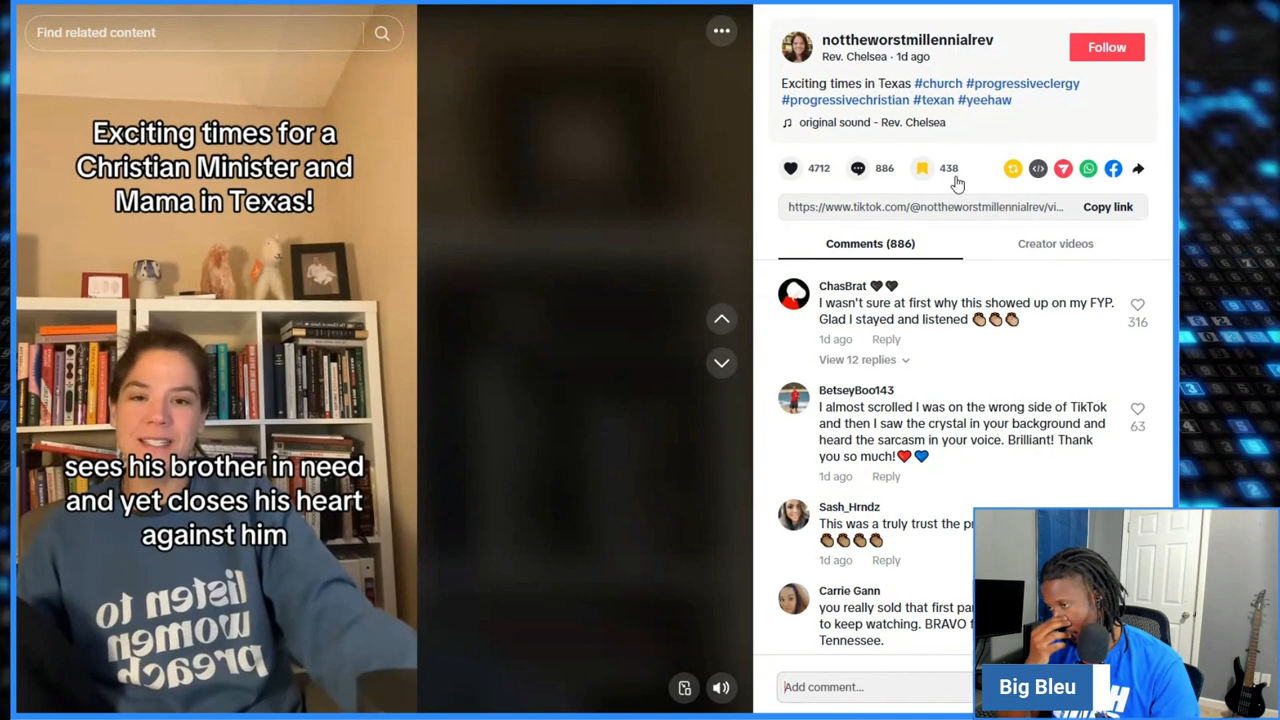 Find related content
Exciting times for a
Christian Minister and
Mama in Texas!
sees his brother in need
and yet closes his heart
against him
listen to
women
preach
nottheworstmillennialrev
Rev. Chelsea · 1d ago
Follow
Exciting times in Texas #church #progressiveclergy
#progressivechristian #texan #yeehaw
original sound - Rev. Chelsea
4712
886
438
https://www.tiktok.com/@nottheworstmillennialrev/vi...
Copy link
Comments (886)
Creator videos
ChasBrat 🖤🖤
I wasn't sure at first why this showed up on my FYP.
Glad I stayed and listened 👏🏽👏🏽👏🏽
316
1d ago
Reply
View 12 replies
BetseyBoo143
I almost scrolled I was on the wrong side of TikTok
and then I saw the crystal in your background and
heard the sarcasm in your voice. Brilliant! Thank
you so much!❤️💙
63
1d ago
Reply
Sash_Hrndz
This was a truly trust the
👏🏽👏🏽👏🏽👏🏽
1d ago
Reply
Carrie Gann
you really sold that first
to keep watching. BRAVO
Tennessee.
Add comment...
Big Bleu